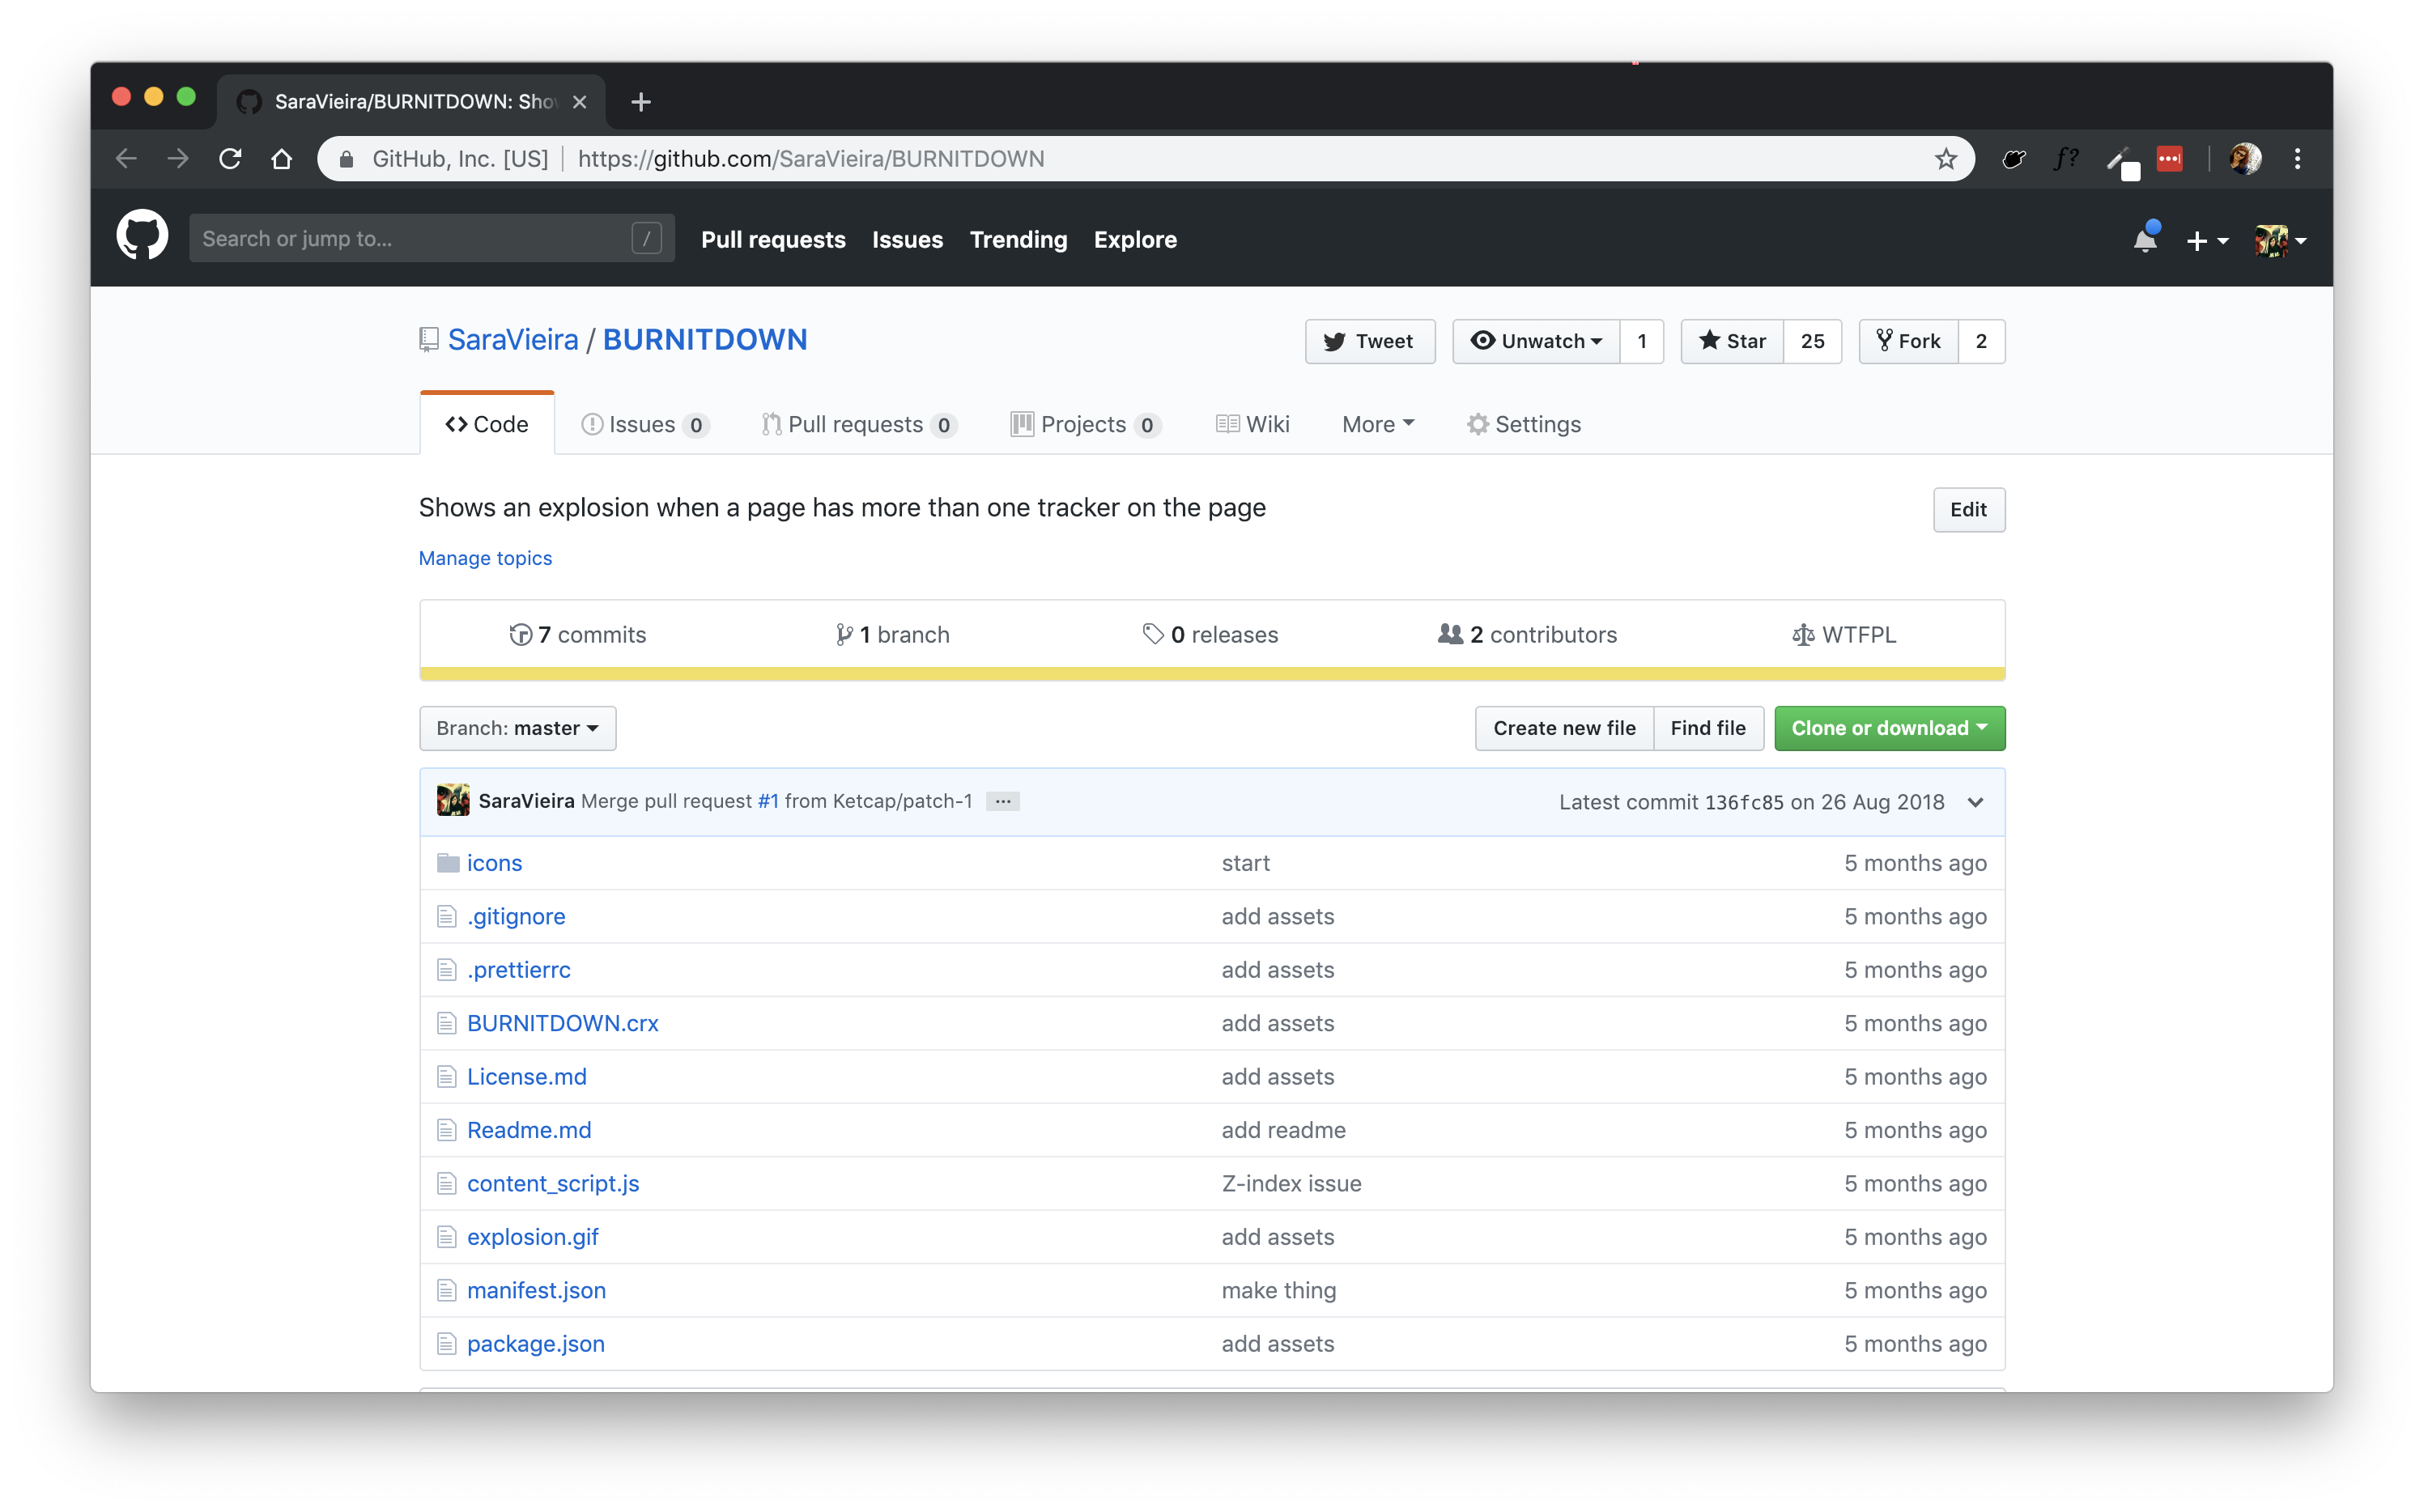 SaraVieira/BURNITDOWN: Sho
GitHub, Inc. [US] https://github.com/SaraVieira/BURNITDOWN f?
Search or jump to... / Pull requests Issues Trending Explore
SaraVieira / BURNITDOWN Tweet Unwatch 1 Star 25 Fork 2
Code Issues 0 Pull requests 0 Projects 0 Wiki More Settings
Shows an explosion when a page has more than one tracker on the page Edit
Manage topics
7 commits 1 branch 0 releases 2 contributors WTFPL
Branch: master Create new file Find file Clone or download
SaraVieira Merge pull request #1 from Ketcap/patch-1 ... Latest commit 136fc85 on 26 Aug 2018
icons start 5 months ago
.gitignore add assets 5 months ago
.prettierrc add assets 5 months ago
BURNITDOWN.crx add assets 5 months ago
License.md add assets 5 months ago
Readme.md add readme 5 months ago
content_script.js Z-index issue 5 months ago
explosion.gif add assets 5 months ago
manifest.json make thing 5 months ago
package.json add assets 5 months ago